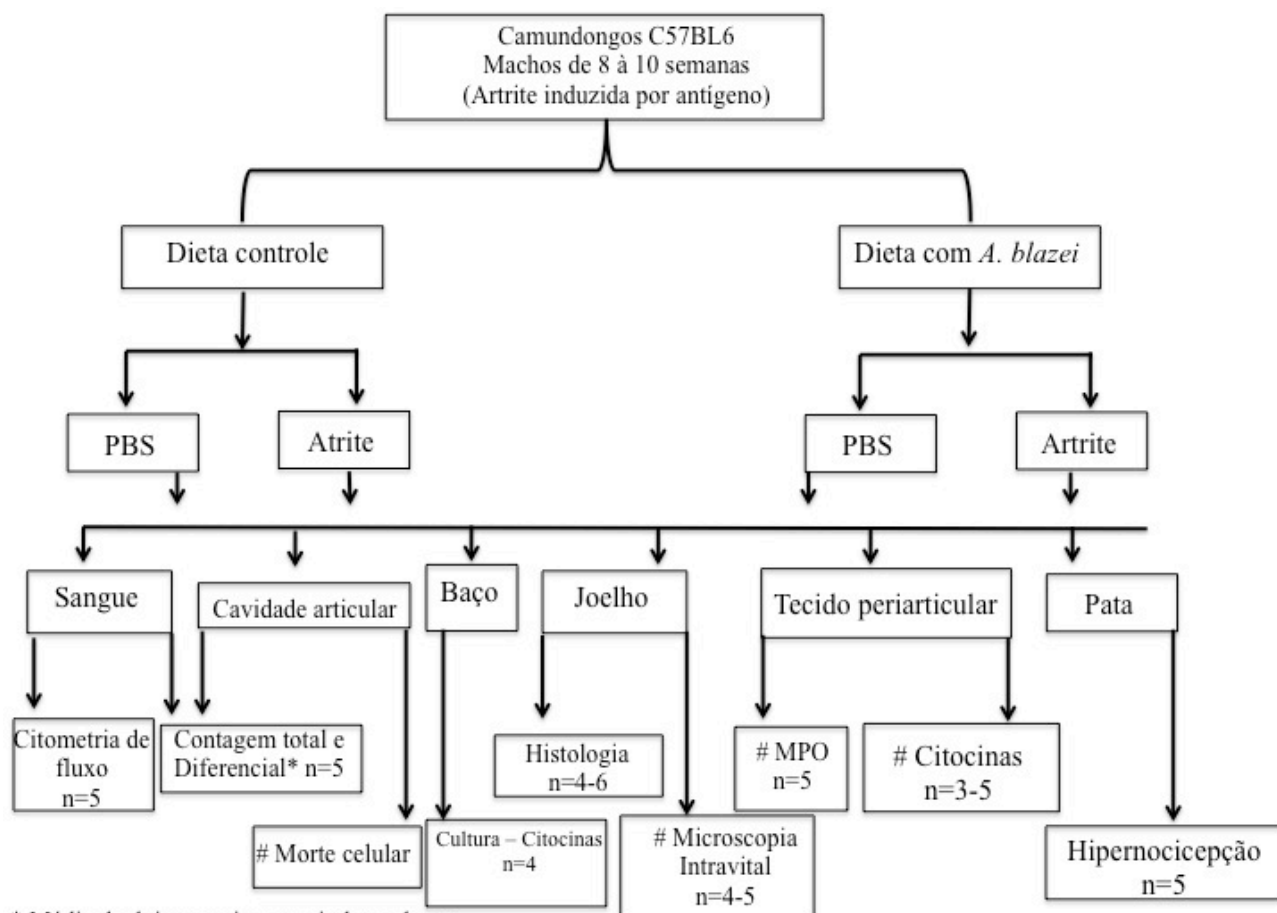 Camundongos C57BL6
Machos de 8 à 10 semanas
(Artrite induzida por antígeno)
Dieta controle
Dieta com A. blazei
PBS
Atrite
PBS
Artrite
Sangue
Cavidade articular
Baço
Joelho
Tecido periarticular
Pata
Citometria de
fluxo
n=5
Contagem total e
Diferencial* n=5
Histologia
n=4-6
# MPO
n=5
# Citocinas
n=3-5
# Morte celular
Cultura – Citocinas
n=4
# Microscopia
Intravital
n=4-5
Hipernocicepção
n=5